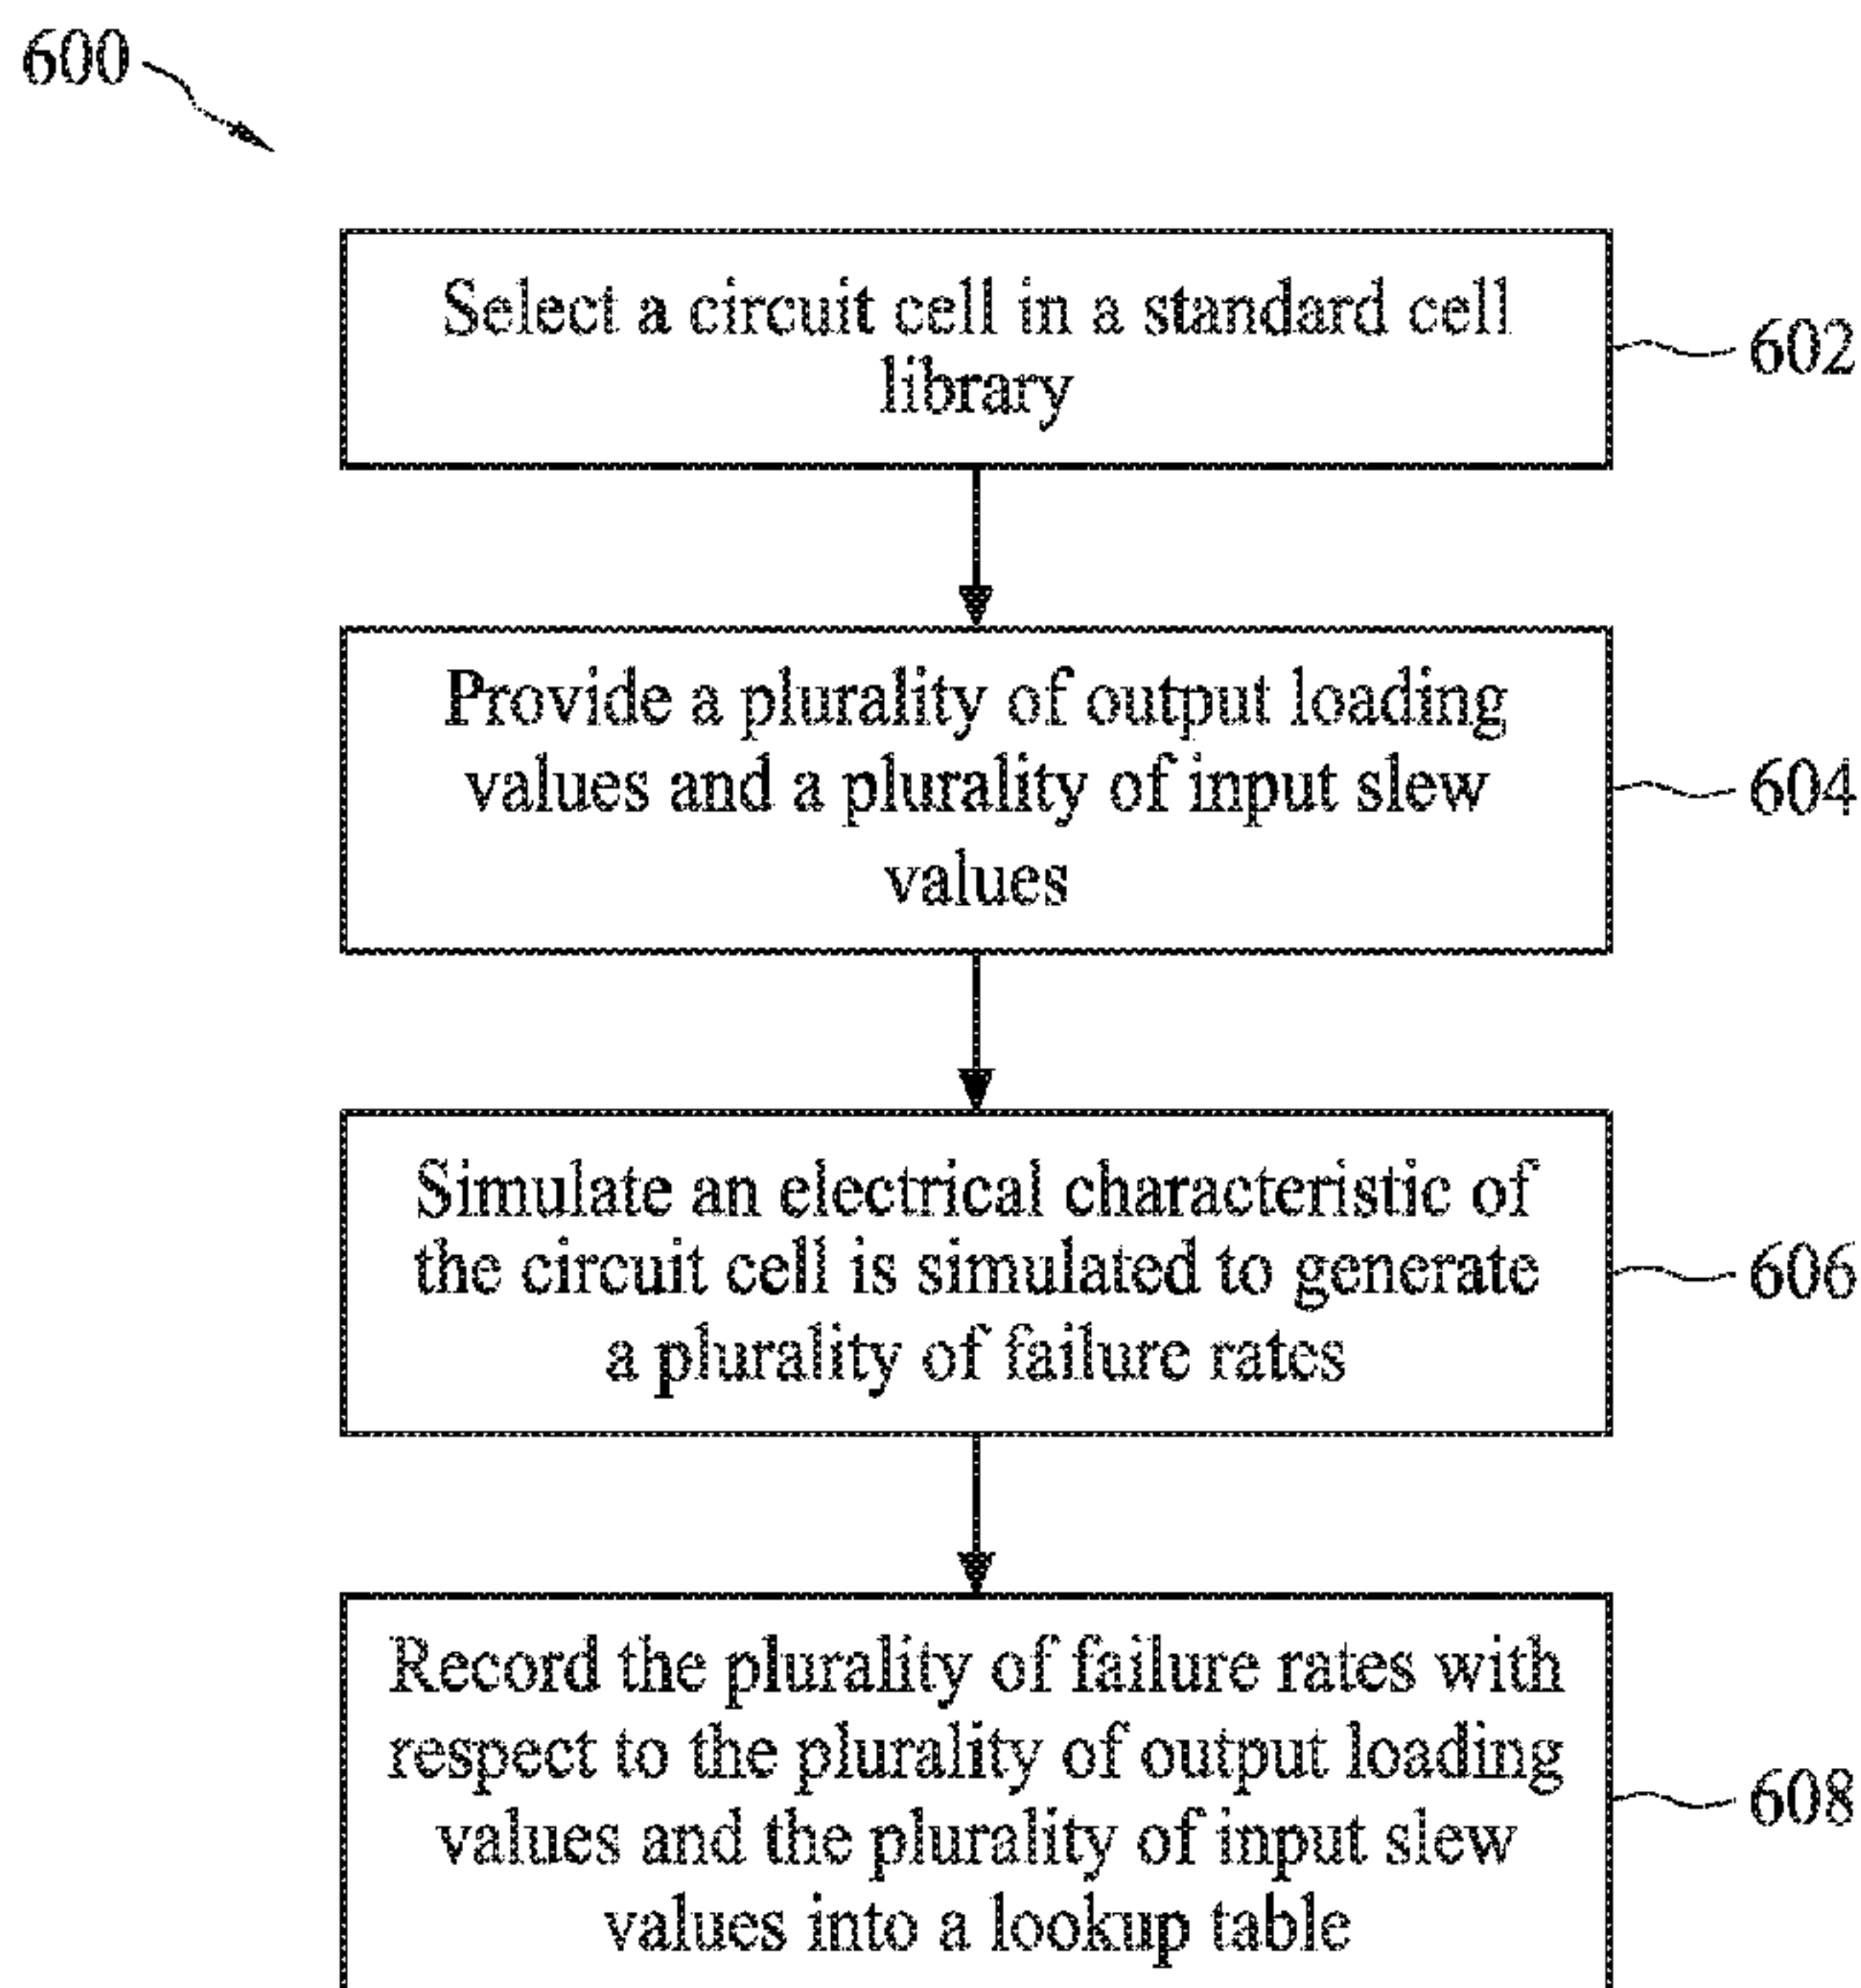 600
Select a circuit cell in a standard cell
library
602
Provide a plurality of output loading
values and a plurality of input slew
values
604
Simulate an electrical characteristic of
the circuit cell is simulated to generate
a plurality of failure rates
606
Record the plurality of failure rates with
respect to the plurality of output loading
values and the plurality of input slew
values into a lookup table
608